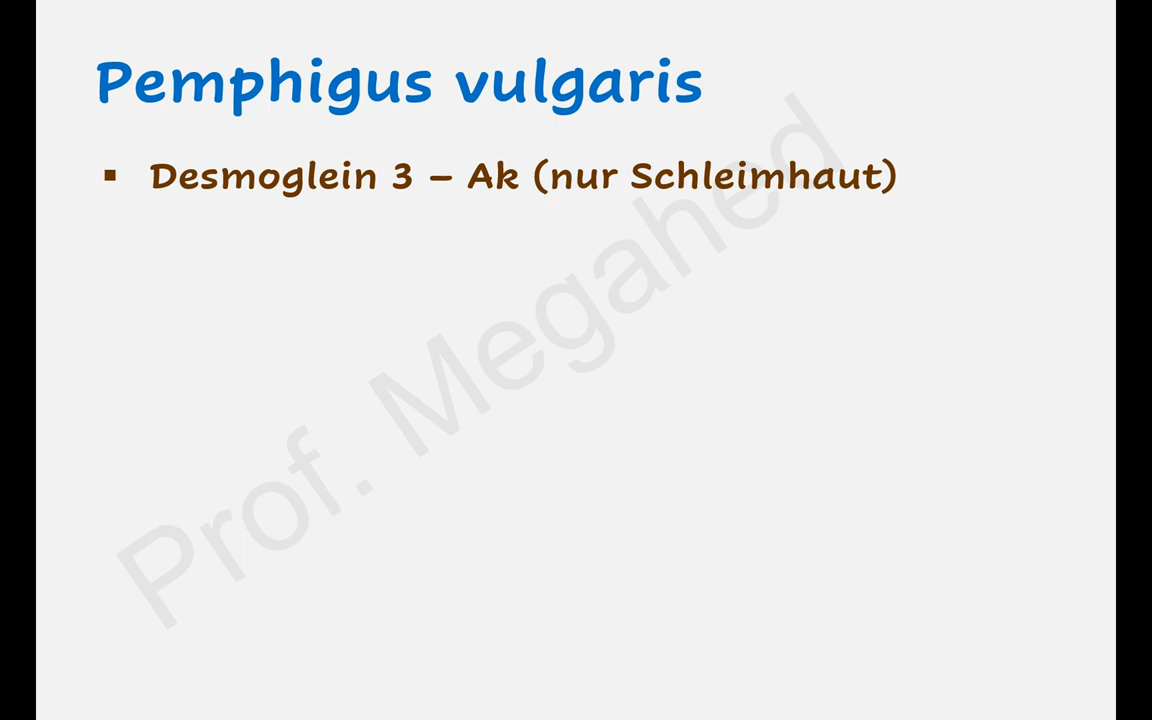 Pemphigus vulgaris
▪ Desmoglein 3 – Ak (nur Schleimhaut)
Prof. Megahed